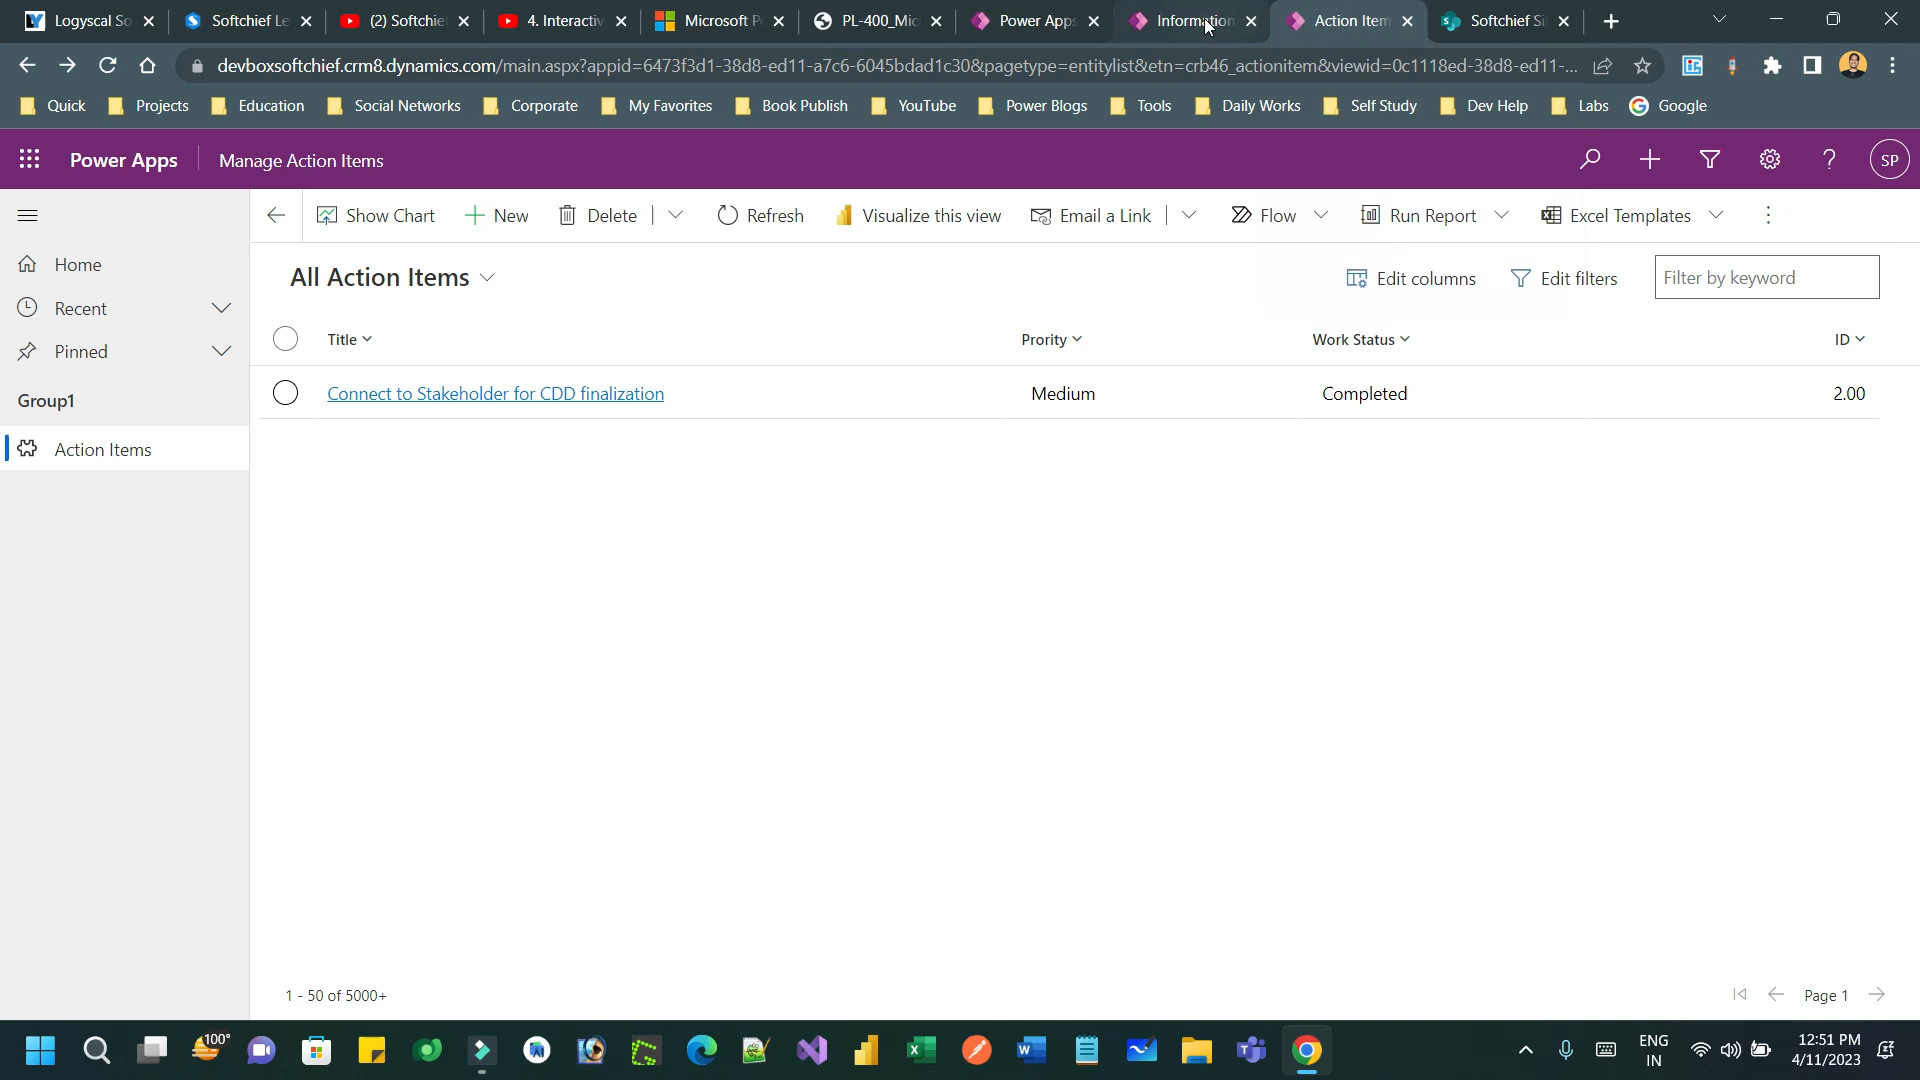 Logyscal So
Softchief Le
(2) Softchie
4. Interactiv
Microsoft P
PL-400_Mic
Power Apps
Information
Action Item
Softchief Si
devboxsoftchief.crm8.dynamics.com/main.aspx?appid=6473f3d1-38d8-ed11-a7c6-6045bdad1c30&pagetype=entitylist&etn=crb46_actionitem&viewid=0c1118ed-38d8-ed11-...
Quick
Projects
Education
Social Networks
Corporate
My Favorites
Book Publish
YouTube
Power Blogs
Tools
Daily Works
Self Study
Dev Help
Labs
Google
Power Apps
Manage Action Items
SP
Show Chart
New
Delete
Refresh
Visualize this view
Email a Link
Flow
Run Report
Excel Templates
Home
Recent
Pinned
Group1
Action Items
All Action Items
Edit columns
Edit filters
Filter by keyword
Title
Prority
Work Status
ID
Connect to Stakeholder for CDD finalization
Medium
Completed
2.00
1 - 50 of 5000+
Page 1
100°
ENG
IN
12:51 PM
4/11/2023